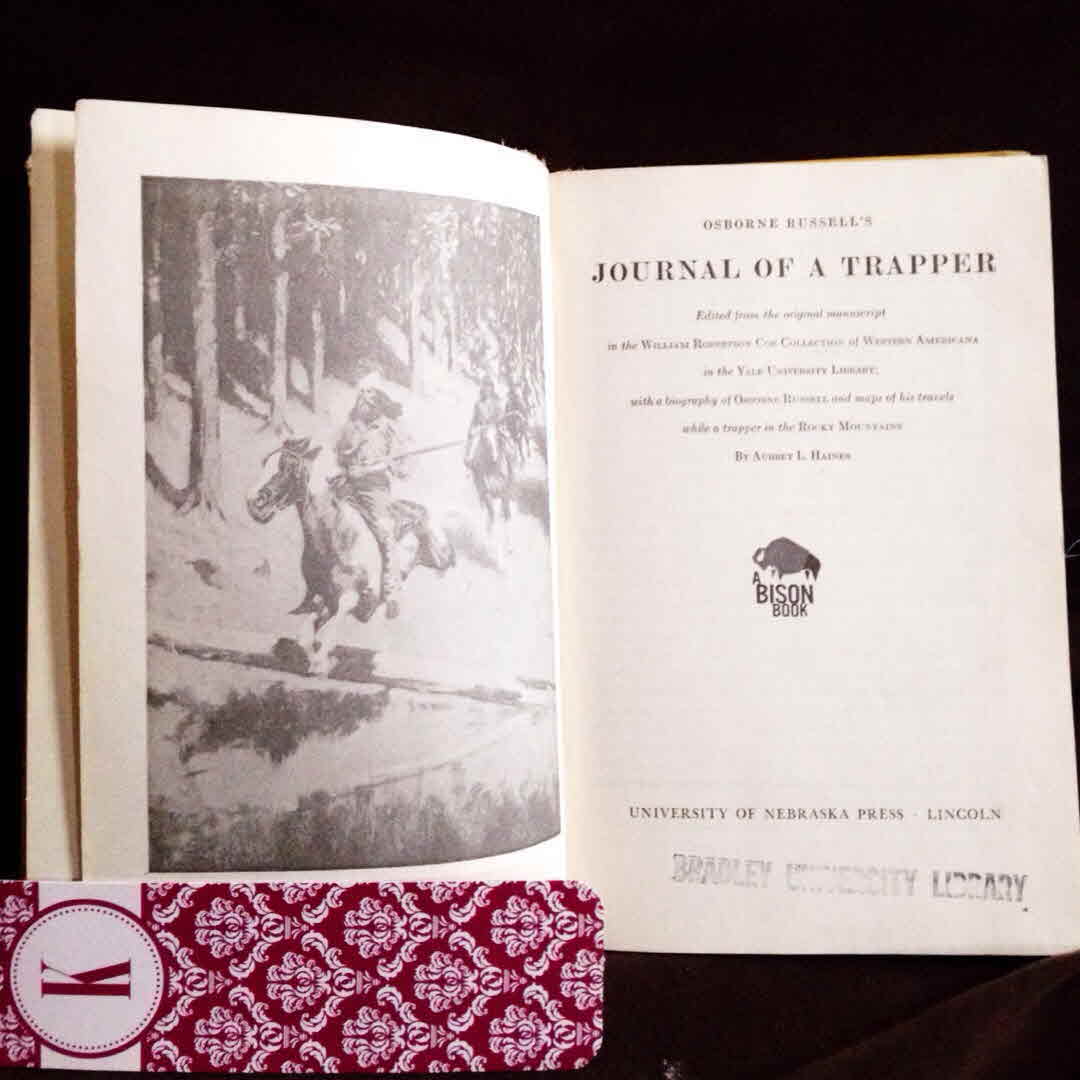 OSBORNE RUSSELL'S
JOURNAL OF A TRAPPER
Edited from the original manuscript
in the WILLIAM ROBERTSON COE COLLECTION of WESTERN AMERICANA
in the YALE UNIVERSITY LIBRARY;
with a biography of OSBORNE RUSSELL and maps of his travels
while a trapper in the ROCKY MOUNTAINS
BY AUBREY L. HAINES
A
BISON
BOOK
UNIVERSITY OF NEBRASKA PRESS · LINCOLN
BRADLEY UNIVERSITY LIBRARY
K